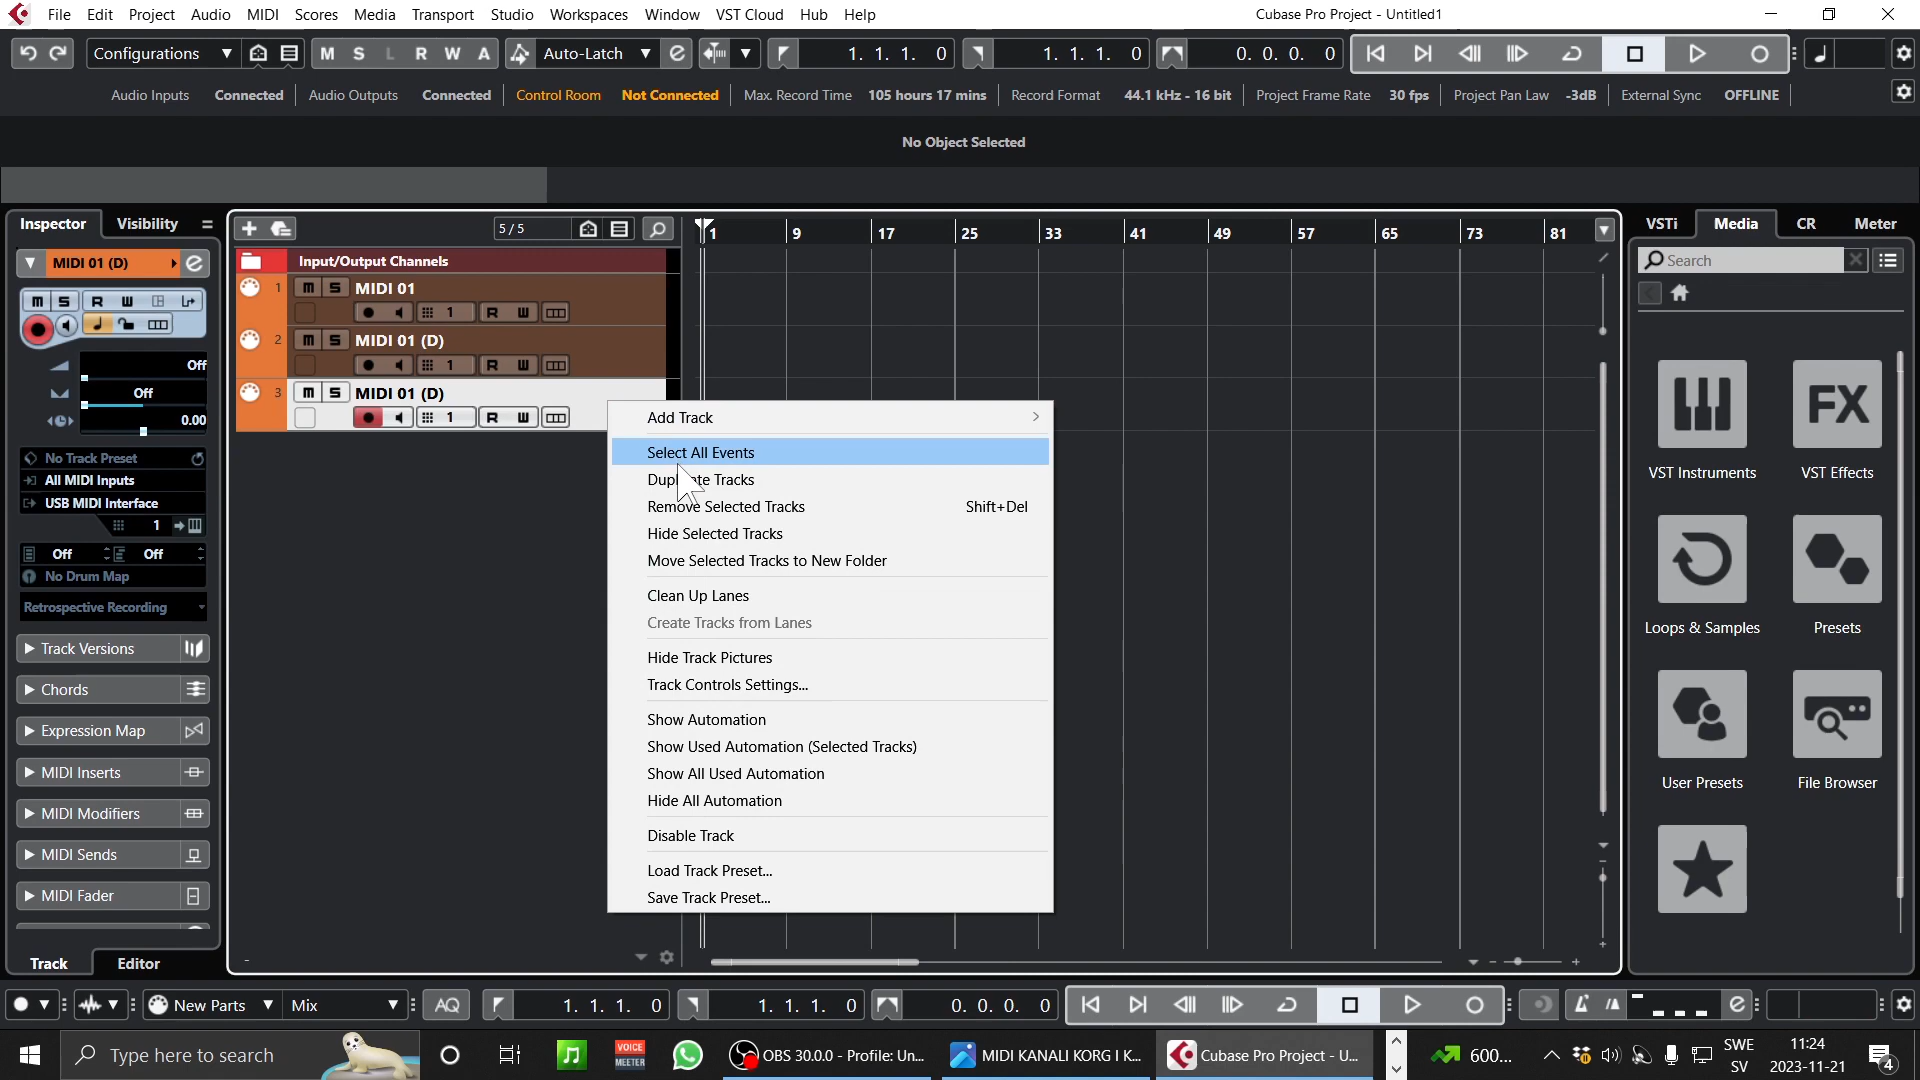 File Edit Project Audio MIDI Scores Media Transport Studio Workspaces Window VST Cloud Hub Help
Cubase Pro Project - Untitled1
Configurations
M S L R W A
Auto-Latch
1. 1. 1. 0
1. 1. 1. 0
0. 0. 0. 0
Audio Inputs Connected
Audio Outputs Connected
Control Room Not Connected
Max. Record Time 105 hours 17 mins
Record Format 44.1 kHz - 16 bit
Project Frame Rate 30 fps
Project Pan Law -3dB
External Sync OFFLINE
No Object Selected
Inspector Visibility
MIDI 01 (D)
m S R W
Off
Off
0.00
No Track Preset
All MIDI Inputs
USB MIDI Interface
1
Off Off
No Drum Map
Retrospective Recording
Track Versions
Chords
Expression Map
MIDI Inserts
MIDI Modifiers
MIDI Sends
MIDI Fader
Track Editor
5 / 5
1 9 17 25 33 41 49 57 65 73 81
Input/Output Channels
1 m S MIDI 01
1 R W
2 m S MIDI 01 (D)
1 R W
3 m S MIDI 01 (D)
1 R W
Add Track
Select All Events
Duplicate Tracks
Remove Selected Tracks Shift+Del
Hide Selected Tracks
Move Selected Tracks to New Folder
Clean Up Lanes
Create Tracks from Lanes
Hide Track Pictures
Track Controls Settings...
Show Automation
Show Used Automation (Selected Tracks)
Show All Used Automation
Hide All Automation
Disable Track
Load Track Preset...
Save Track Preset...
VSTi Media CR Meter
Search
FX
VST Instruments VST Effects
Loops & Samples Presets
User Presets File Browser
New Parts Mix AQ
1. 1. 1. 0
1. 1. 1. 0
0. 0. 0. 0
Type here to search
VOICE
MEETER
OBS 30.0.0 - Profile: Un...
MIDI KANALI KORG I K...
Cubase Pro Project - U...
600...
SWE
SV
11:24
2023-11-21
4